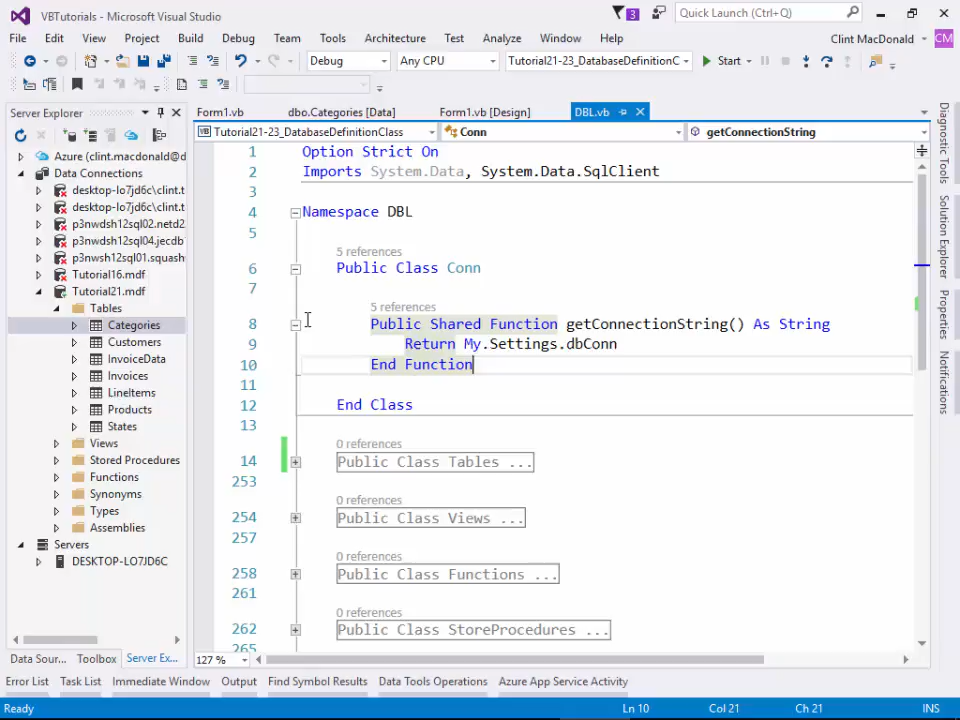 VBTutorials - Microsoft Visual Studio
3
Quick Launch (Ctrl+Q)
File Edit View Project Build Debug Team Tools Architecture Test Analyze Window Help
Clint MacDonald
CM
Debug Any CPU Tutorial21-23_DatabaseDefinitionC Start
Server Explorer
Form1.vb dbo.Categories [Data] Form1.vb [Design] DBL.vb
Tutorial21-23_DatabaseDefinitionClass Conn getConnectionString
Azure (clint.macdonald@d
Data Connections
desktop-lo7jd6c\clint.t
desktop-lo7jd6c\clint.t
p3nwdsh12sql02.netd2
p3nwdsh12sql04.jecdb
p3nwdsh12sql01.squash
Tutorial16.mdf
Tutorial21.mdf
Tables
Categories
Customers
InvoiceData
Invoices
LineItems
Products
States
Views
Stored Procedures
Functions
Synonyms
Types
Assemblies
Servers
DESKTOP-LO7JD6C
Data Sour... Toolbox Server Ex...
1 Option Strict On
2 Imports System.Data, System.Data.SqlClient
3
4 Namespace DBL
5
5 references
6 Public Class Conn
7
5 references
8 Public Shared Function getConnectionString() As String
9 Return My.Settings.dbConn
10 End Function
11
12 End Class
13
0 references
14 Public Class Tables ...
253
0 references
254 Public Class Views ...
257
0 references
258 Public Class Functions ...
261
0 references
262 Public Class StoreProcedures ...
265
127 %
Diagnostic Tools
Solution Explorer
Properties
Notifications
Error List Task List Immediate Window Output Find Symbol Results Data Tools Operations Azure App Service Activity
Ready Ln 10 Col 21 Ch 21 INS